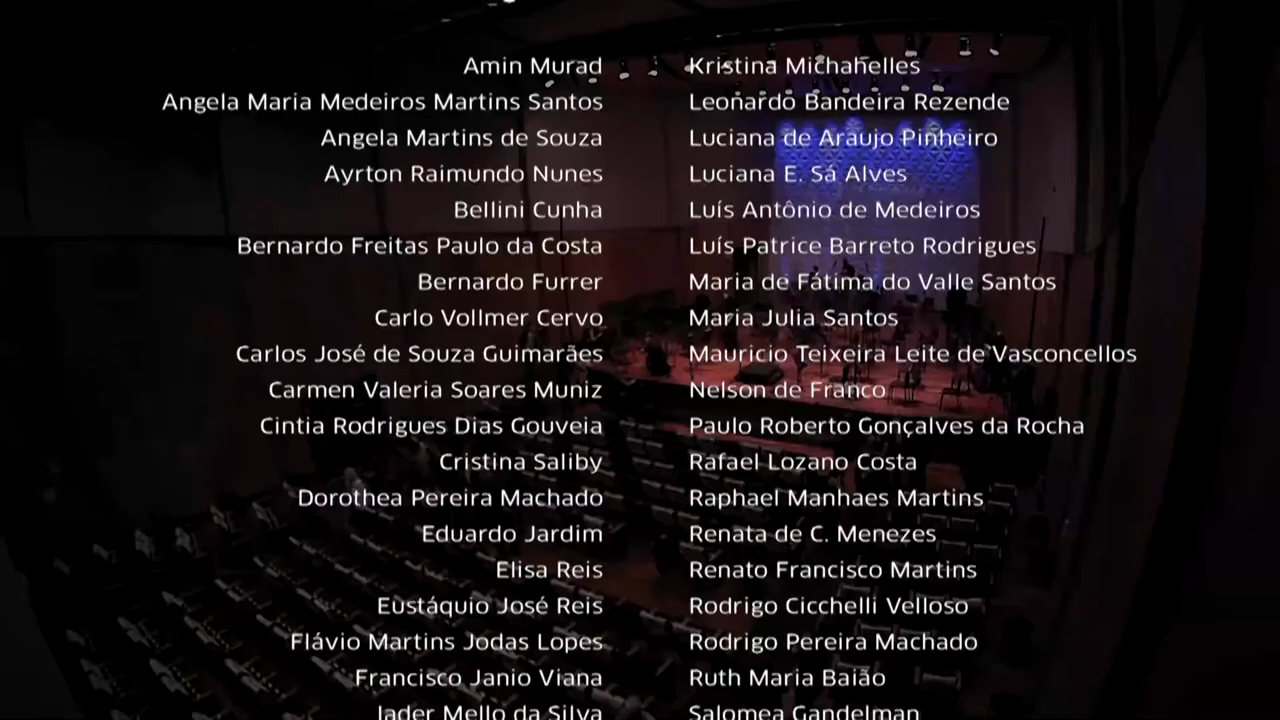 Amin Murad
Angela Maria Medeiros Martins Santos
Angela Martins de Souza
Ayrton Raimundo Nunes
Bellini Cunha
Bernardo Freitas Paulo da Costa
Bernardo Furrer
Carlo Vollmer Cervo
Carlos José de Souza Guimarães
Carmen Valeria Soares Muniz
Cintia Rodrigues Dias Gouveia
Cristina Saliby
Dorothea Pereira Machado
Eduardo Jardim
Elisa Reis
Eustáquio José Reis
Flávio Martins Jodas Lopes
Francisco Janio Viana
Jader Mello da Silva
Kristina Michahelles
Leonardo Bandeira Rezende
Luciana de Araujo Pinheiro
Luciana E. Sá Alves
Luís Antônio de Medeiros
Luís Patrice Barreto Rodrigues
Maria de Fátima do Valle Santos
Maria Julia Santos
Mauricio Teixeira Leite de Vasconcellos
Nelson de Franco
Paulo Roberto Gonçalves da Rocha
Rafael Lozano Costa
Raphael Manhaes Martins
Renata de C. Menezes
Renato Francisco Martins
Rodrigo Cicchelli Velloso
Rodrigo Pereira Machado
Ruth Maria Baião
Salomea Gandelman